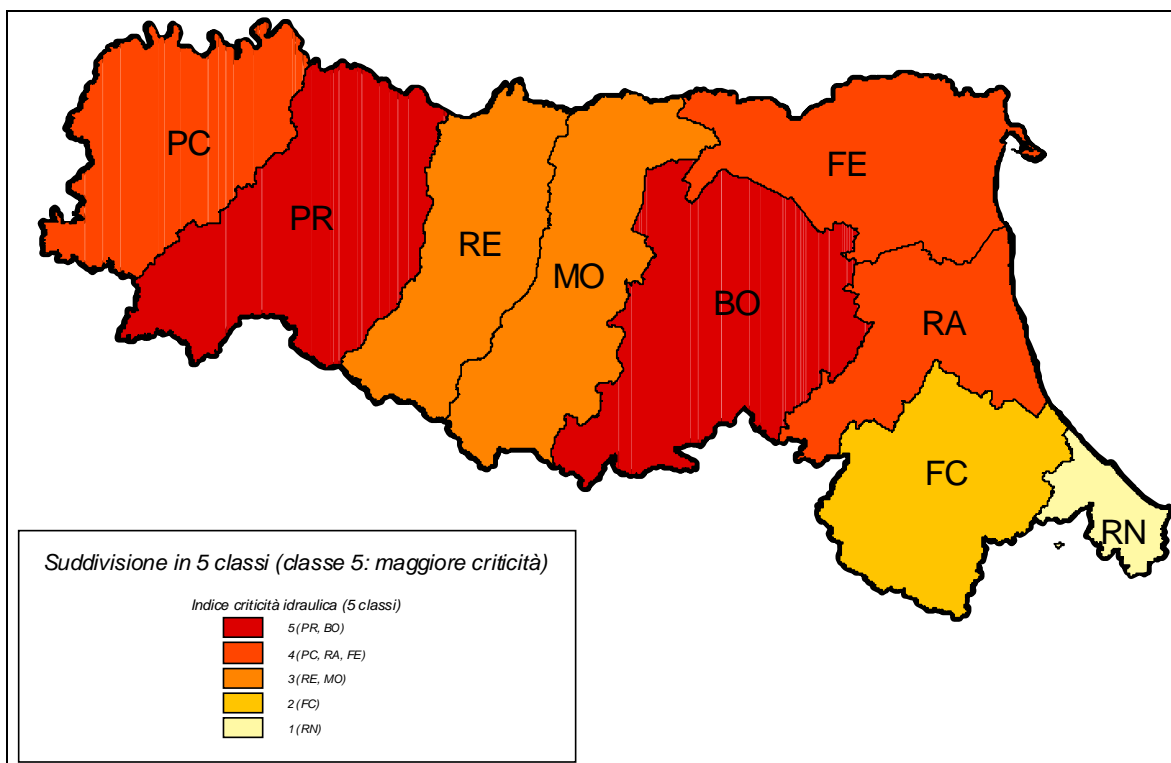 PC
PR
RE
MO
BO
FE
RA
FC
RN
Suddivisione in 5 classi (classe 5: maggiore criticità)
Indice criticità idraulica (5 classi)
5 (PR, BO)
4 (PC, RA, FE)
3 (RE, MO)
2 (FC)
1 (RN)